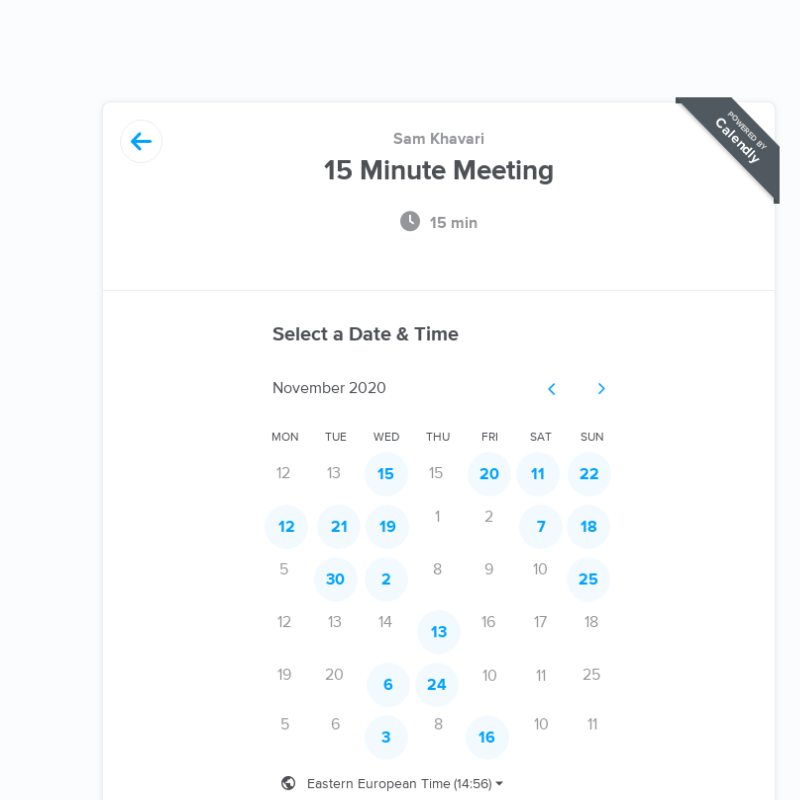 Sam Khavari
15 Minute Meeting
15 min
POWERED BY
Calendly
Select a Date & Time
November 2020
MON TUE WED THU FRI SAT SUN
12 13 15 15 20 11 22
12 21 19 1 2 7 18
5 30 2 8 9 10 25
12 13 14 13 16 17 18
19 20 6 24 10 11 25
5 6 3 8 16 10 11
Eastern European Time (14:56)